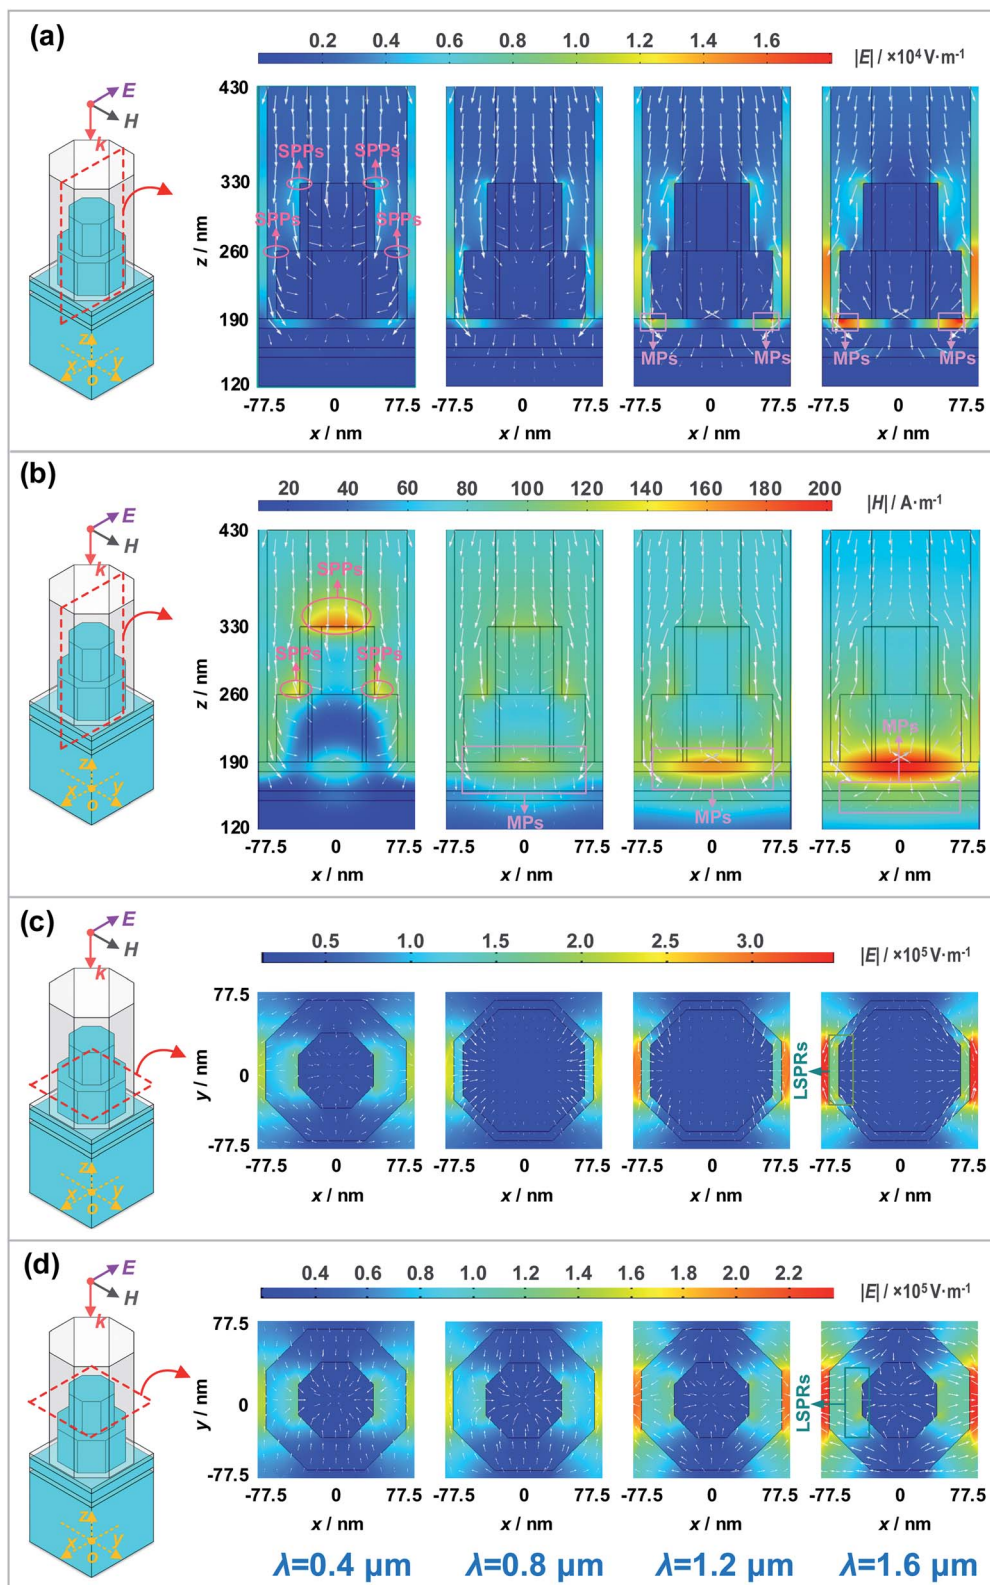 (a)
0.2 0.4 0.6 0.8 1.0 1.2 1.4 1.6 |E| / ×10⁴ V·m⁻¹
E
H
k
z
x o y
z / nm
430
330
260
190
120
SPPs SPPs
SPPs SPPs
MPs MPs MPs MPs
-77.5 0 77.5 -77.5 0 77.5 -77.5 0 77.5 -77.5 0 77.5
x / nm x / nm x / nm x / nm
(b)
20 40 60 80 100 120 140 160 180 200 |H| / A·m⁻¹
E
H
k
z
x o y
z / nm
430
330
260
190
120
SPPs
SPPs SPPs
MPs MPs MPs
-77.5 0 77.5 -77.5 0 77.5 -77.5 0 77.5 -77.5 0 77.5
x / nm x / nm x / nm x / nm
(c)
0.5 1.0 1.5 2.0 2.5 3.0 |E| / ×10⁵ V·m⁻¹
E
H
k
z
x o y
y / nm
77.5
0
-77.5
LSPRs
-77.5 0 77.5 -77.5 0 77.5 -77.5 0 77.5 -77.5 0 77.5
x / nm x / nm x / nm x / nm
(d)
0.4 0.6 0.8 1.0 1.2 1.4 1.6 1.8 2.0 2.2 |E| / ×10⁵ V·m⁻¹
E
H
k
z
x o y
y / nm
77.5
0
-77.5
LSPRs
-77.5 0 77.5 -77.5 0 77.5 -77.5 0 77.5 -77.5 0 77.5
x / nm x / nm x / nm x / nm
λ=0.4 μm λ=0.8 μm λ=1.2 μm λ=1.6 μm